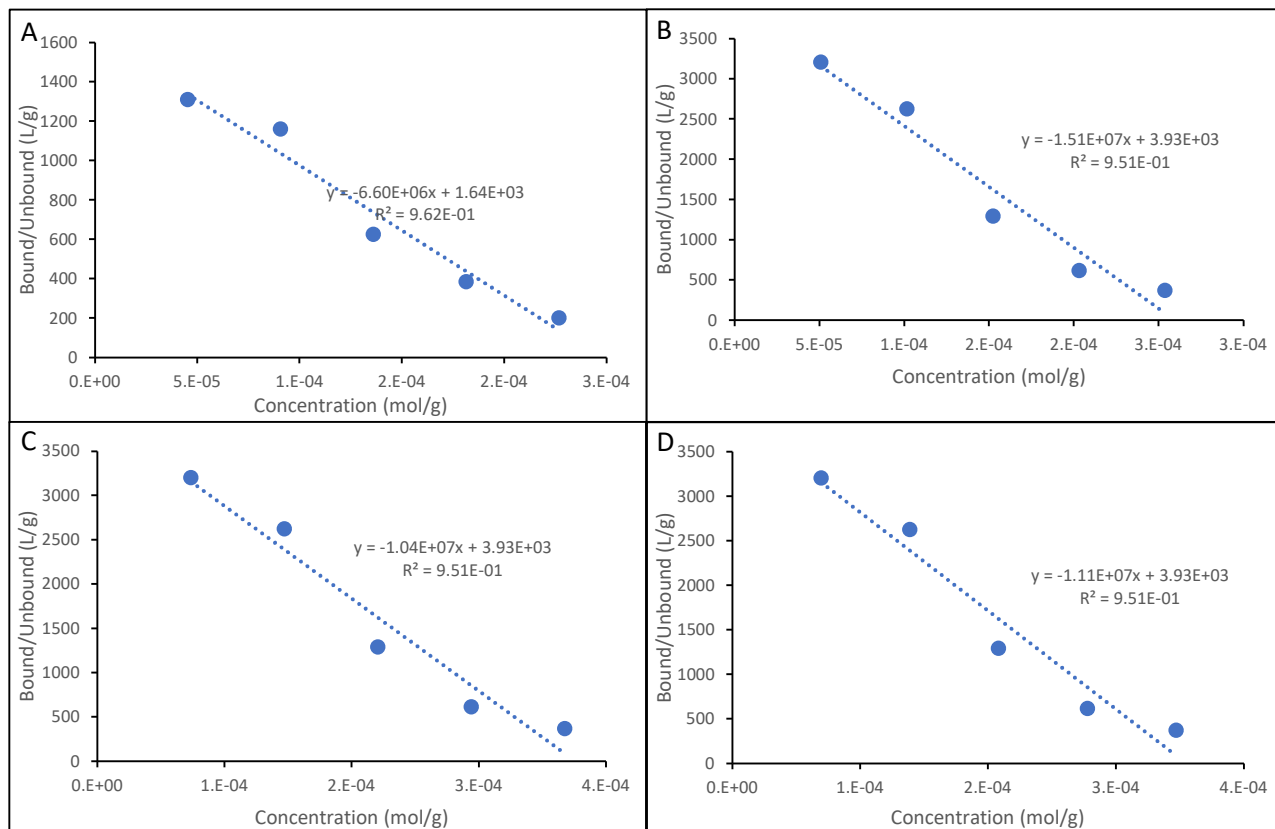 A
Bound/Unbound (L/g)
1600
1400
1200
1000
800
600
400
200
0
y = -6.60E+06x + 1.64E+03
R² = 9.62E-01
0.E+00 5.E-05 1.E-04 2.E-04 2.E-04 3.E-04
Concentration (mol/g)
B
Bound/Unbound (L/g)
3500
3000
2500
2000
1500
1000
500
0
y = -1.51E+07x + 3.93E+03
R² = 9.51E-01
0.E+00 5.E-05 1.E-04 2.E-04 2.E-04 3.E-04 3.E-04
Concentration (mol/g)
C
Bound/Unbound (L/g)
3500
3000
2500
2000
1500
1000
500
0
y = -1.04E+07x + 3.93E+03
R² = 9.51E-01
0.E+00 1.E-04 2.E-04 3.E-04 4.E-04
Concentration (mol/g)
D
Bound/Unbound (L/g)
3500
3000
2500
2000
1500
1000
500
0
y = -1.11E+07x + 3.93E+03
R² = 9.51E-01
0.E+00 1.E-04 2.E-04 3.E-04 4.E-04
Concentration (mol/g)